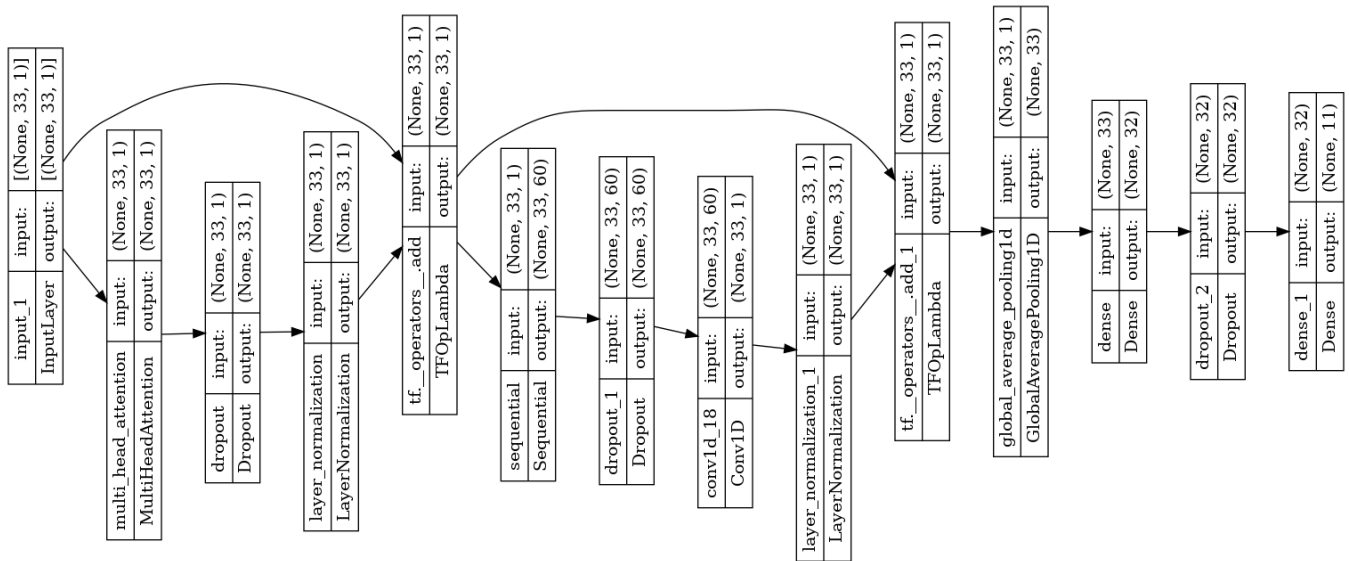 input_1 input: [(None, 33, 1)]
InputLayer output: [(None, 33, 1)]
multi_head_attention input: (None, 33, 1)
MultiHeadAttention output: (None, 33, 1)
dropout input: (None, 33, 1)
Dropout output: (None, 33, 1)
layer_normalization input: (None, 33, 1)
LayerNormalization output: (None, 33, 1)
tf.__operators__.add input: (None, 33, 1)
TFOpLambda output: (None, 33, 1)
sequential input: (None, 33, 1)
Sequential output: (None, 33, 60)
dropout_1 input: (None, 33, 60)
Dropout output: (None, 33, 60)
conv1d_18 input: (None, 33, 60)
Conv1D output: (None, 33, 1)
layer_normalization_1 input: (None, 33, 1)
LayerNormalization output: (None, 33, 1)
tf.__operators__.add_1 input: (None, 33, 1)
TFOpLambda output: (None, 33, 1)
global_average_pooling1d input: (None, 33, 1)
GlobalAveragePooling1D output: (None, 33)
dense input: (None, 33)
Dense output: (None, 32)
dropout_2 input: (None, 32)
Dropout output: (None, 32)
dense_1 input: (None, 32)
Dense output: (None, 11)